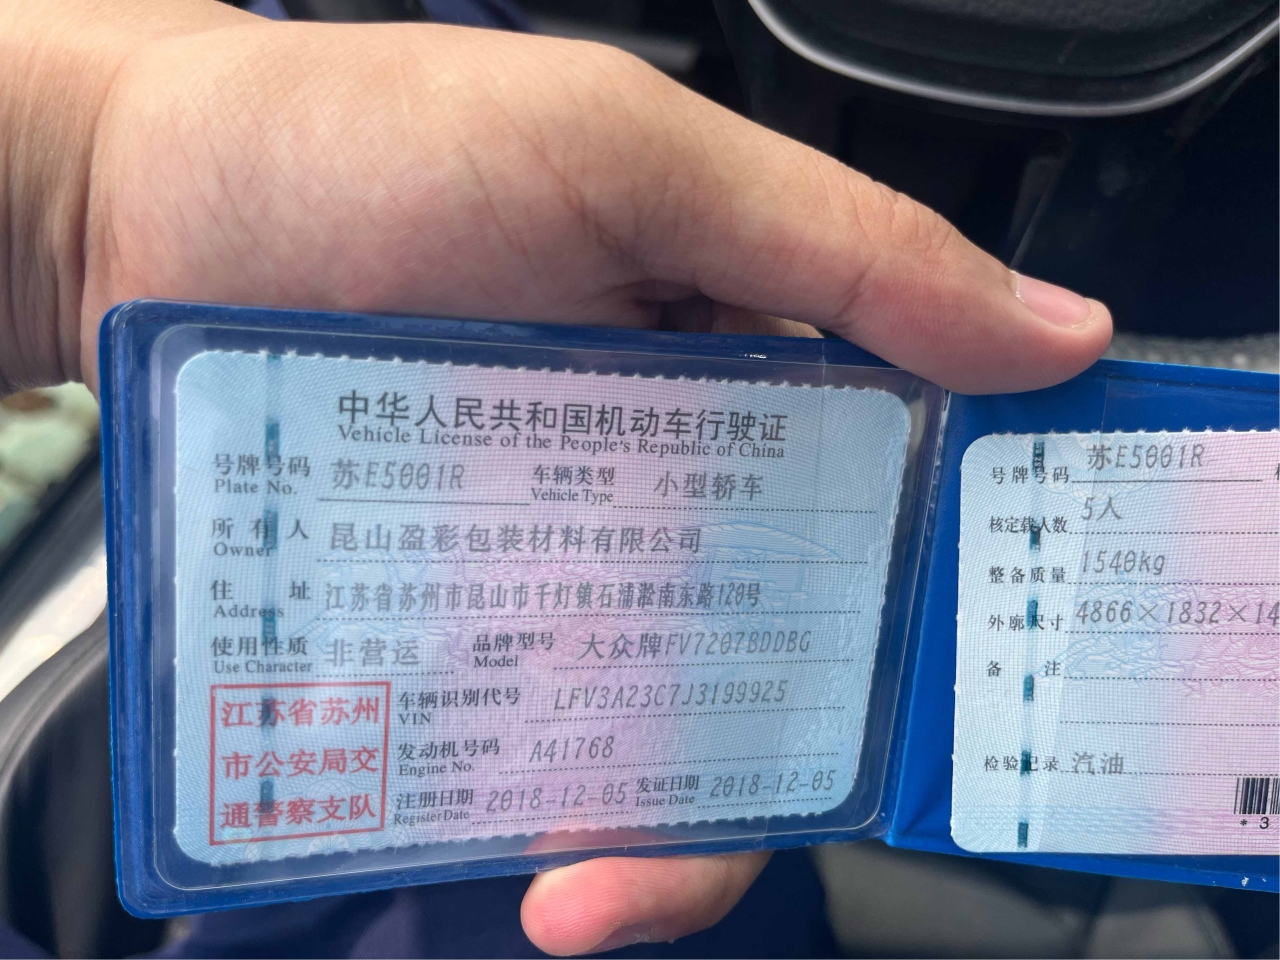 中华人民共和国机动车行驶证
Vehicle License of the People's Republic of China
号牌号码 苏E5001R 车辆类型 小型轿车
Plate No. Vehicle Type
所有人 昆山盈彩包装材料有限公司
Owner
住址 江苏省苏州市昆山市千灯镇石浦淞南东路120号
Address
使用性质 非营运 品牌型号 大众牌FV7207BDDBG
Use Character Model
车辆识别代号 LFV3A23C7J3199925
VIN
发动机号码 A41768
Engine No.
注册日期 2018-12-05 发证日期 2018-12-05
Register Date Issue Date
江苏省苏州
市公安局交
通警察支队
号牌号码 苏E5001R
核定载人数 5人
整备质量 1540kg
外廓尺寸 4866×1832×14
备注
检验记录 汽油
*3